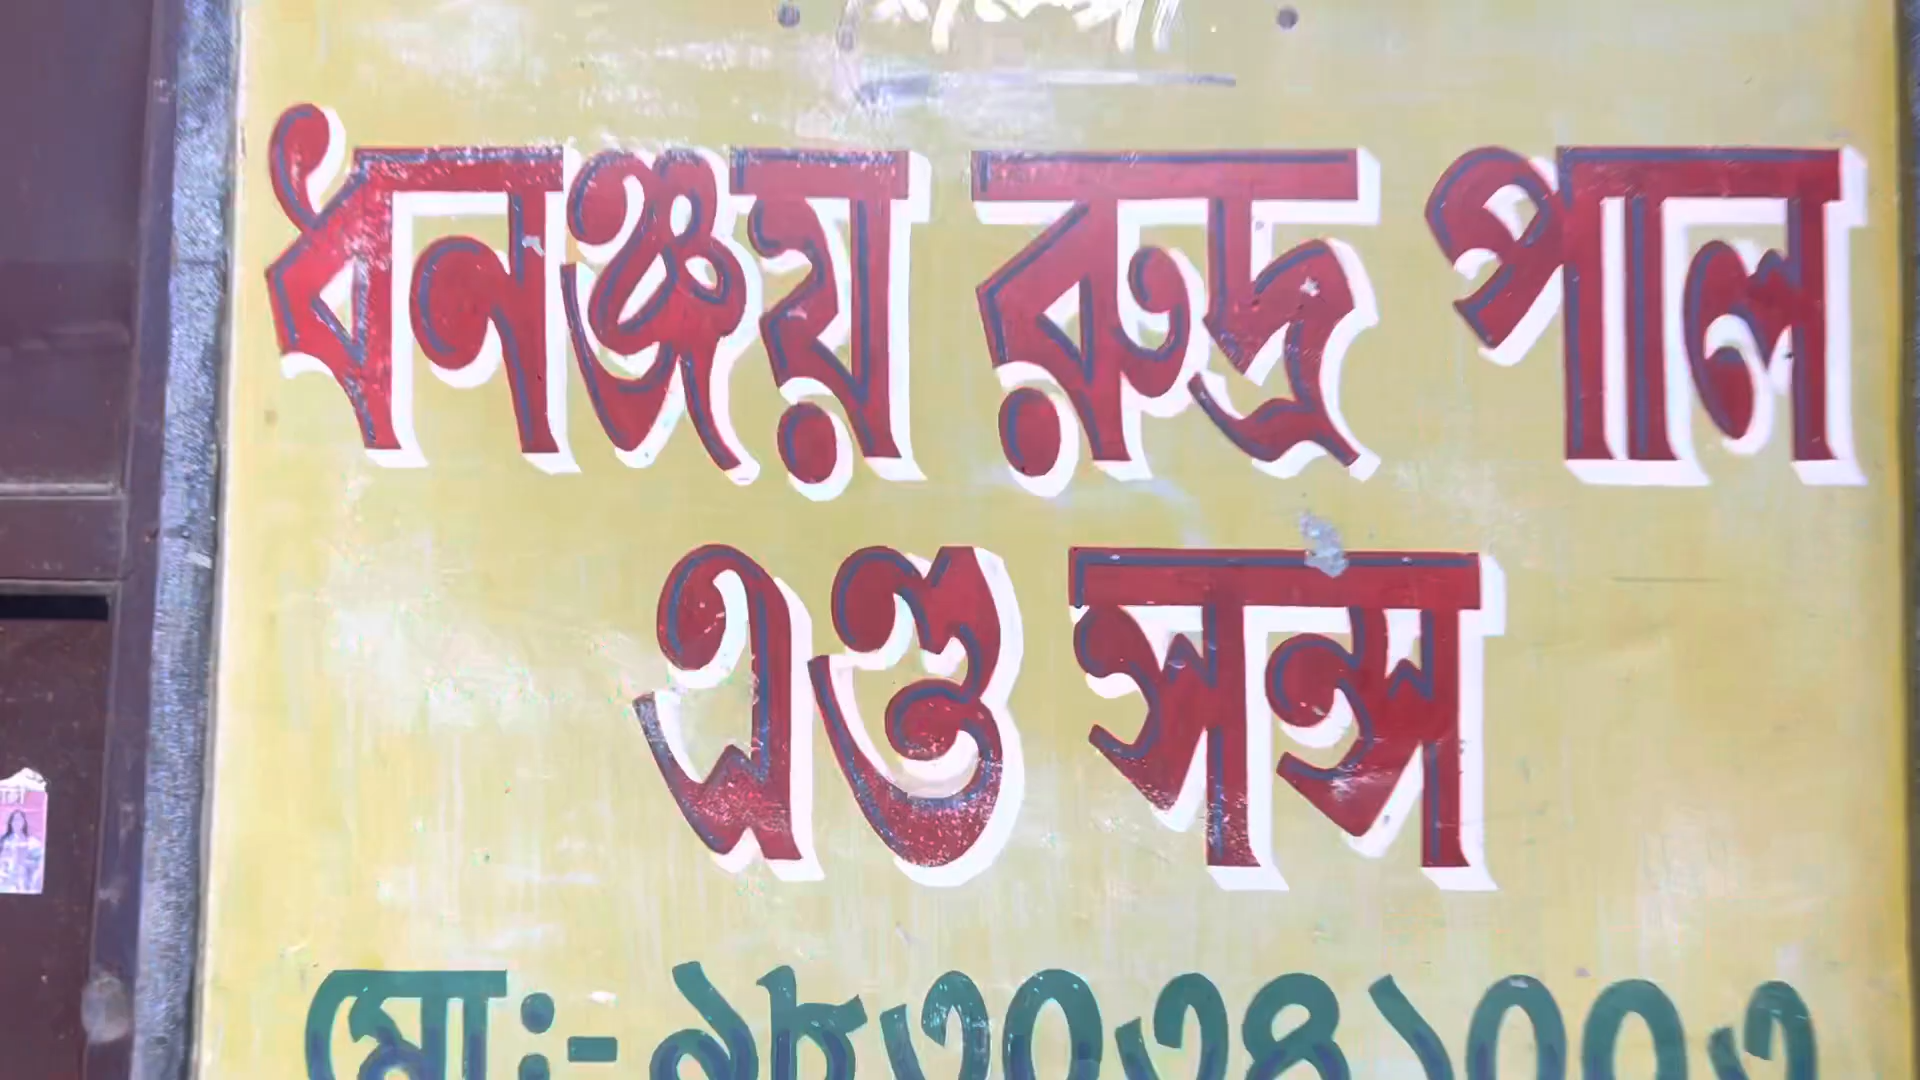 ধনঞ্জয় রুদ্র পাল
এণ্ড সন্স
মো:-